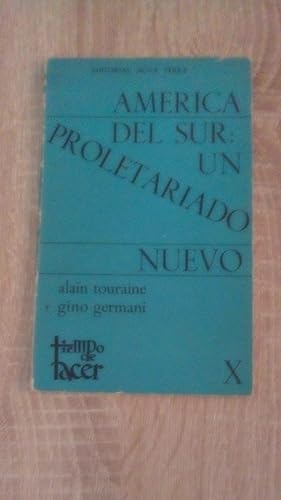 EDITORIAL NOVA TERRA
AMERICA
DEL SUR:
UN
PROLETARIADO
NUEVO
alain touraine
y gino germani
tiempo
de
hacer
X